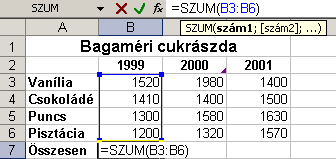 SZUM =SZUM(B3:B6)
SZUM(szám1; [szám2]; ...)
A B C D
1 Bagaméri cukrászda
2 1999 2000 2001
3 Vanília 1520 1980 1400
4 Csokoládé 1410 1400 1500
5 Puncs 1300 1580 1630
6 Pisztácia 1200 1320 1570
7 Összesen =SZUM(B3:B6)